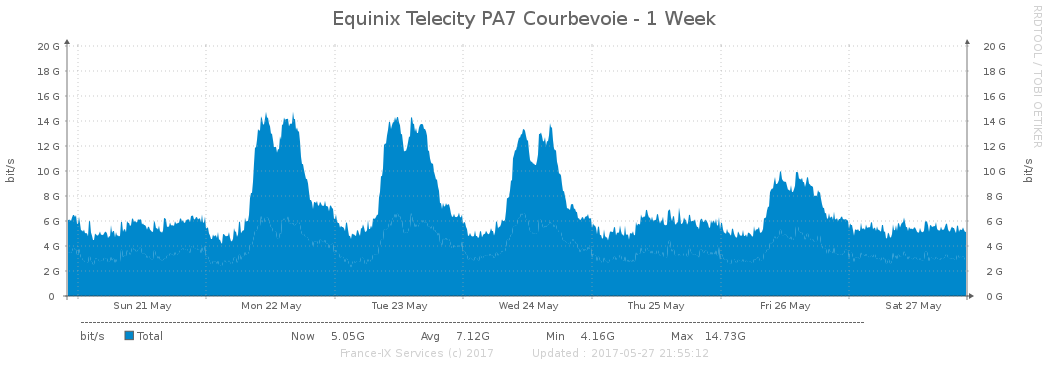 Equinix Telecity PA7 Courbevoie - 1 Week
RRDTOOL / TOBI OETIKER
bit/s
bit/s
20 G 20 G
18 G 18 G
16 G 16 G
14 G 14 G
12 G 12 G
10 G 10 G
8 G 8 G
6 G 6 G
4 G 4 G
2 G 2 G
0 0 G
Sun 21 May Mon 22 May Tue 23 May Wed 24 May Thu 25 May Fri 26 May Sat 27 May
bit/s Total Now 5.05G Avg 7.12G Min 4.16G Max 14.73G
France-IX Services (c) 2017 Updated : 2017-05-27 21:55:12